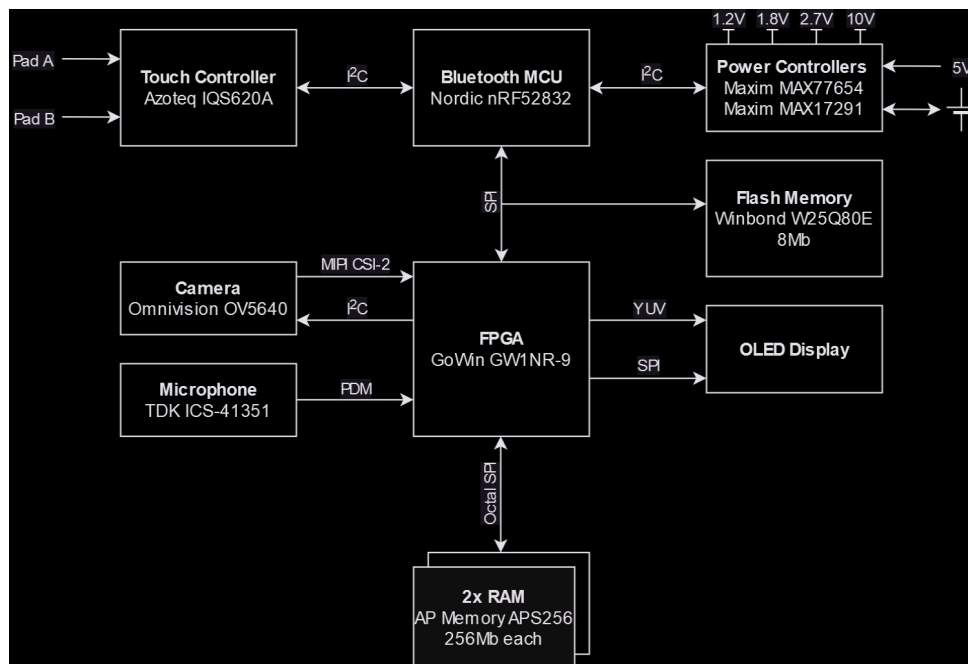 1.2V 1.8V 2.7V 10V
Pad A
Pad B
Touch Controller
Azoteq IQS620A
I²C
Bluetooth MCU
Nordic nRF52832
I²C
Power Controllers
Maxim MAX77654
Maxim MAX17291
5V
SPI
Flash Memory
Winbond W25Q80E
8Mb
Camera
Omnivision OV5640
MIPI CSI-2
I²C
FPGA
GoWin GW1NR-9
YUV
SPI
OLED Display
Microphone
TDK ICS-41351
PDM
Octal SPI
2x RAM
AP Memory APS256
256Mb each